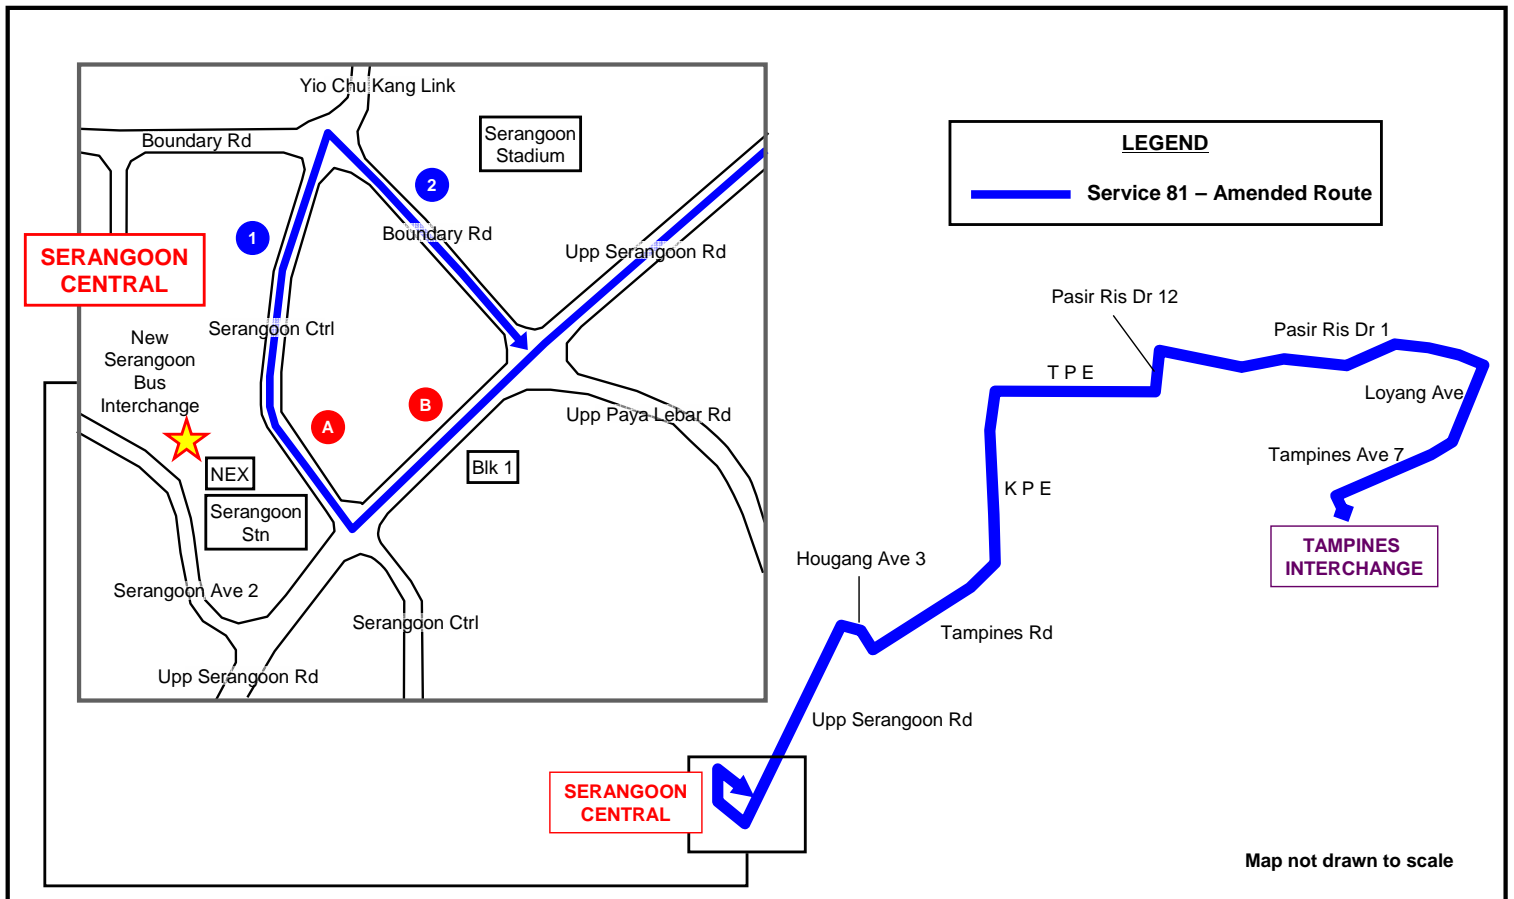 Yio Chu Kang Link
Boundary Rd
Serangoon
Stadium
2
1
Boundary Rd
Upp Serangoon Rd
SERANGOON
CENTRAL
Serangoon Ctrl
New
Serangoon
Bus
Interchange
B
A
Upp Paya Lebar Rd
NEX
Blk 1
Serangoon
Stn
Serangoon Ave 2
Serangoon Ctrl
Upp Serangoon Rd
LEGEND
Service 81 – Amended Route
Pasir Ris Dr 12
Pasir Ris Dr 1
T P E
Loyang Ave
Tampines Ave 7
K P E
TAMPINES
INTERCHANGE
Hougang Ave 3
Tampines Rd
Upp Serangoon Rd
SERANGOON
CENTRAL
Map not drawn to scale